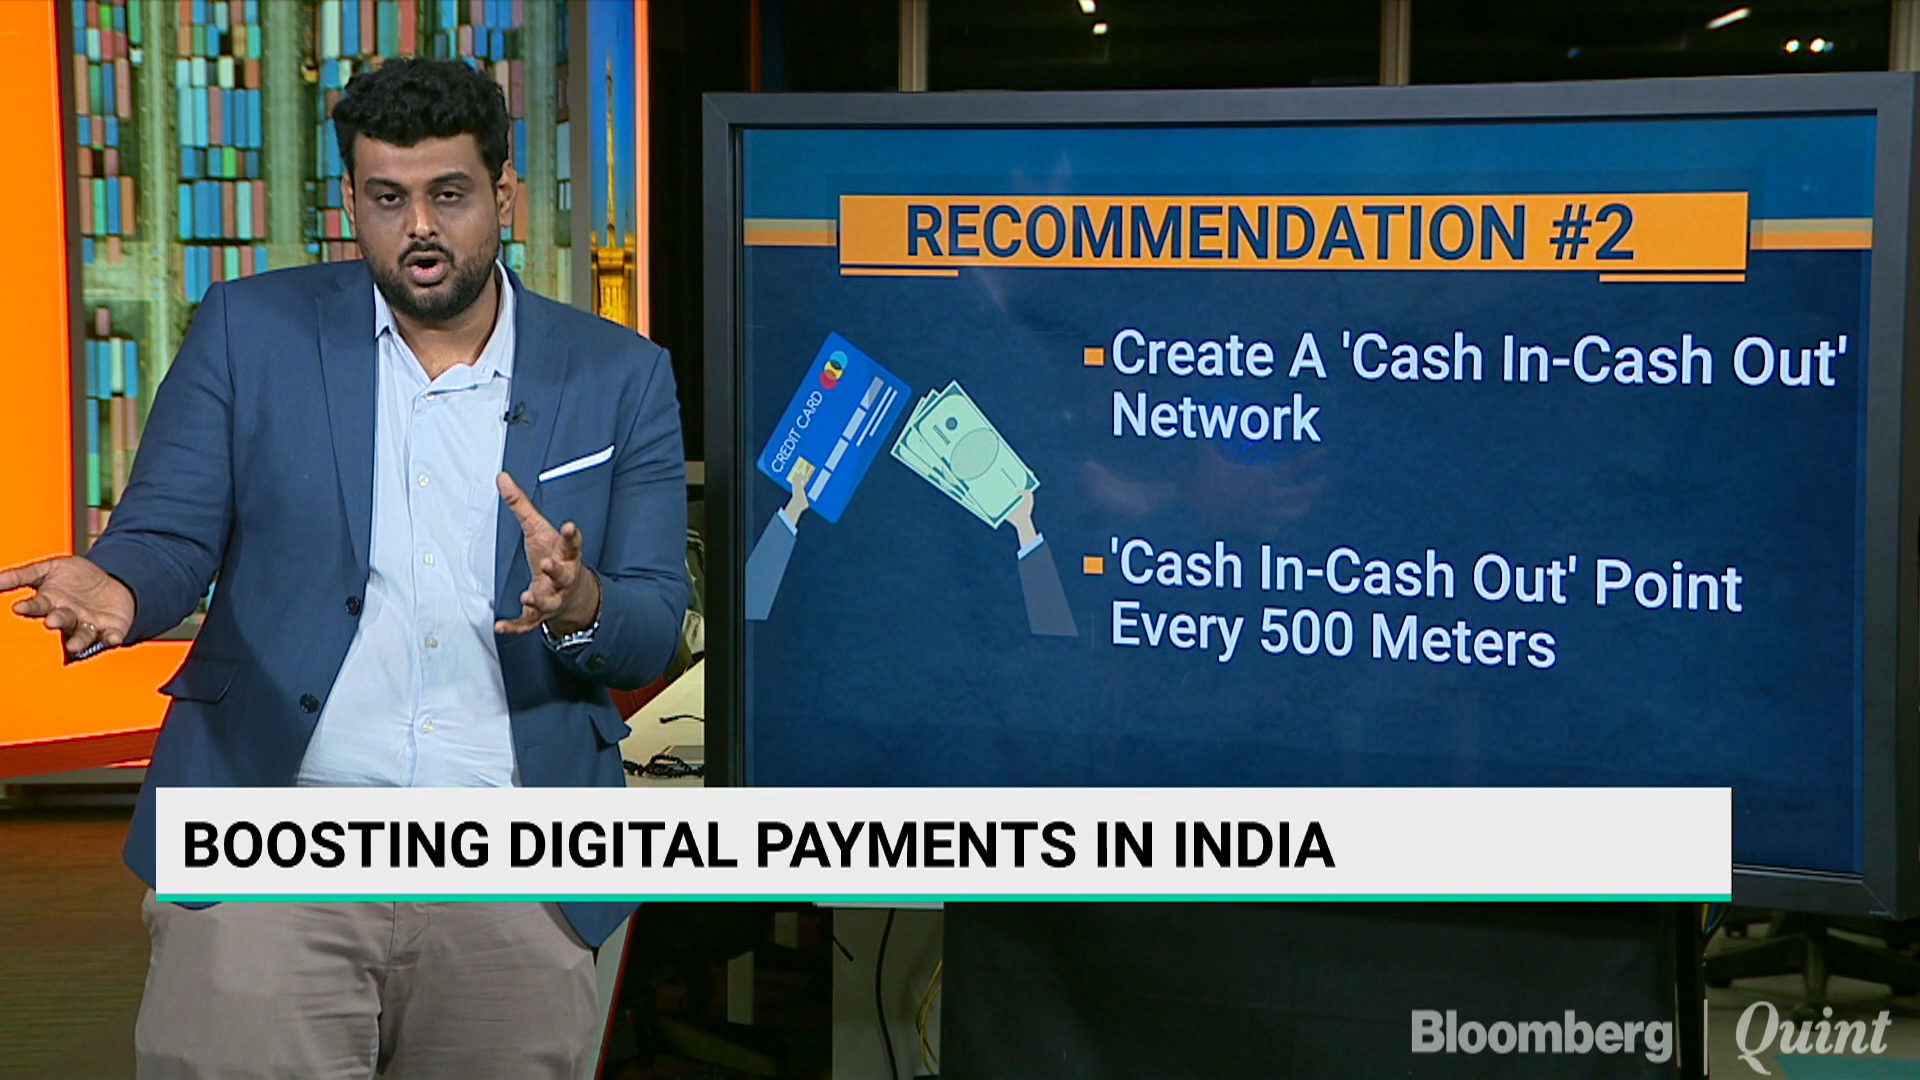 RECOMMENDATION #2
▪Create A 'Cash In-Cash Out'
Network
▪'Cash In-Cash Out' Point
Every 500 Meters
CREDIT CARD
BOOSTING DIGITAL PAYMENTS IN INDIA
Bloomberg | Quint